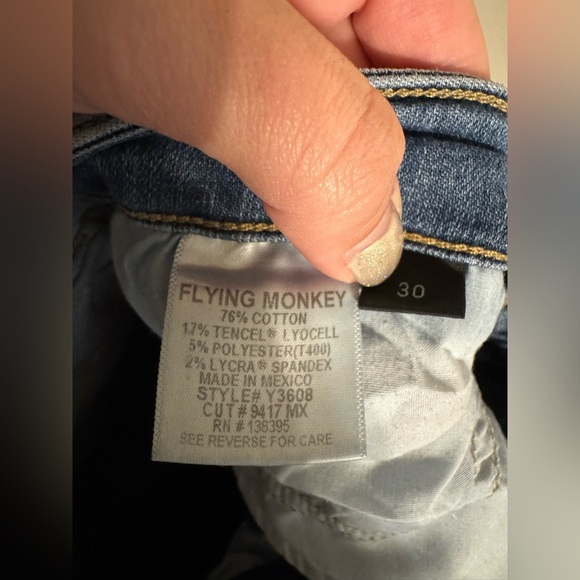 FLYING MONKEY
76% COTTON
17% TENCEL® LYOCELL
5% POLYESTER(T400)
2% LYCRA® SPANDEX
MADE IN MEXICO
STYLE# Y3608
CUT# 9417 MX
RN # 138395
SEE REVERSE FOR CARE
30